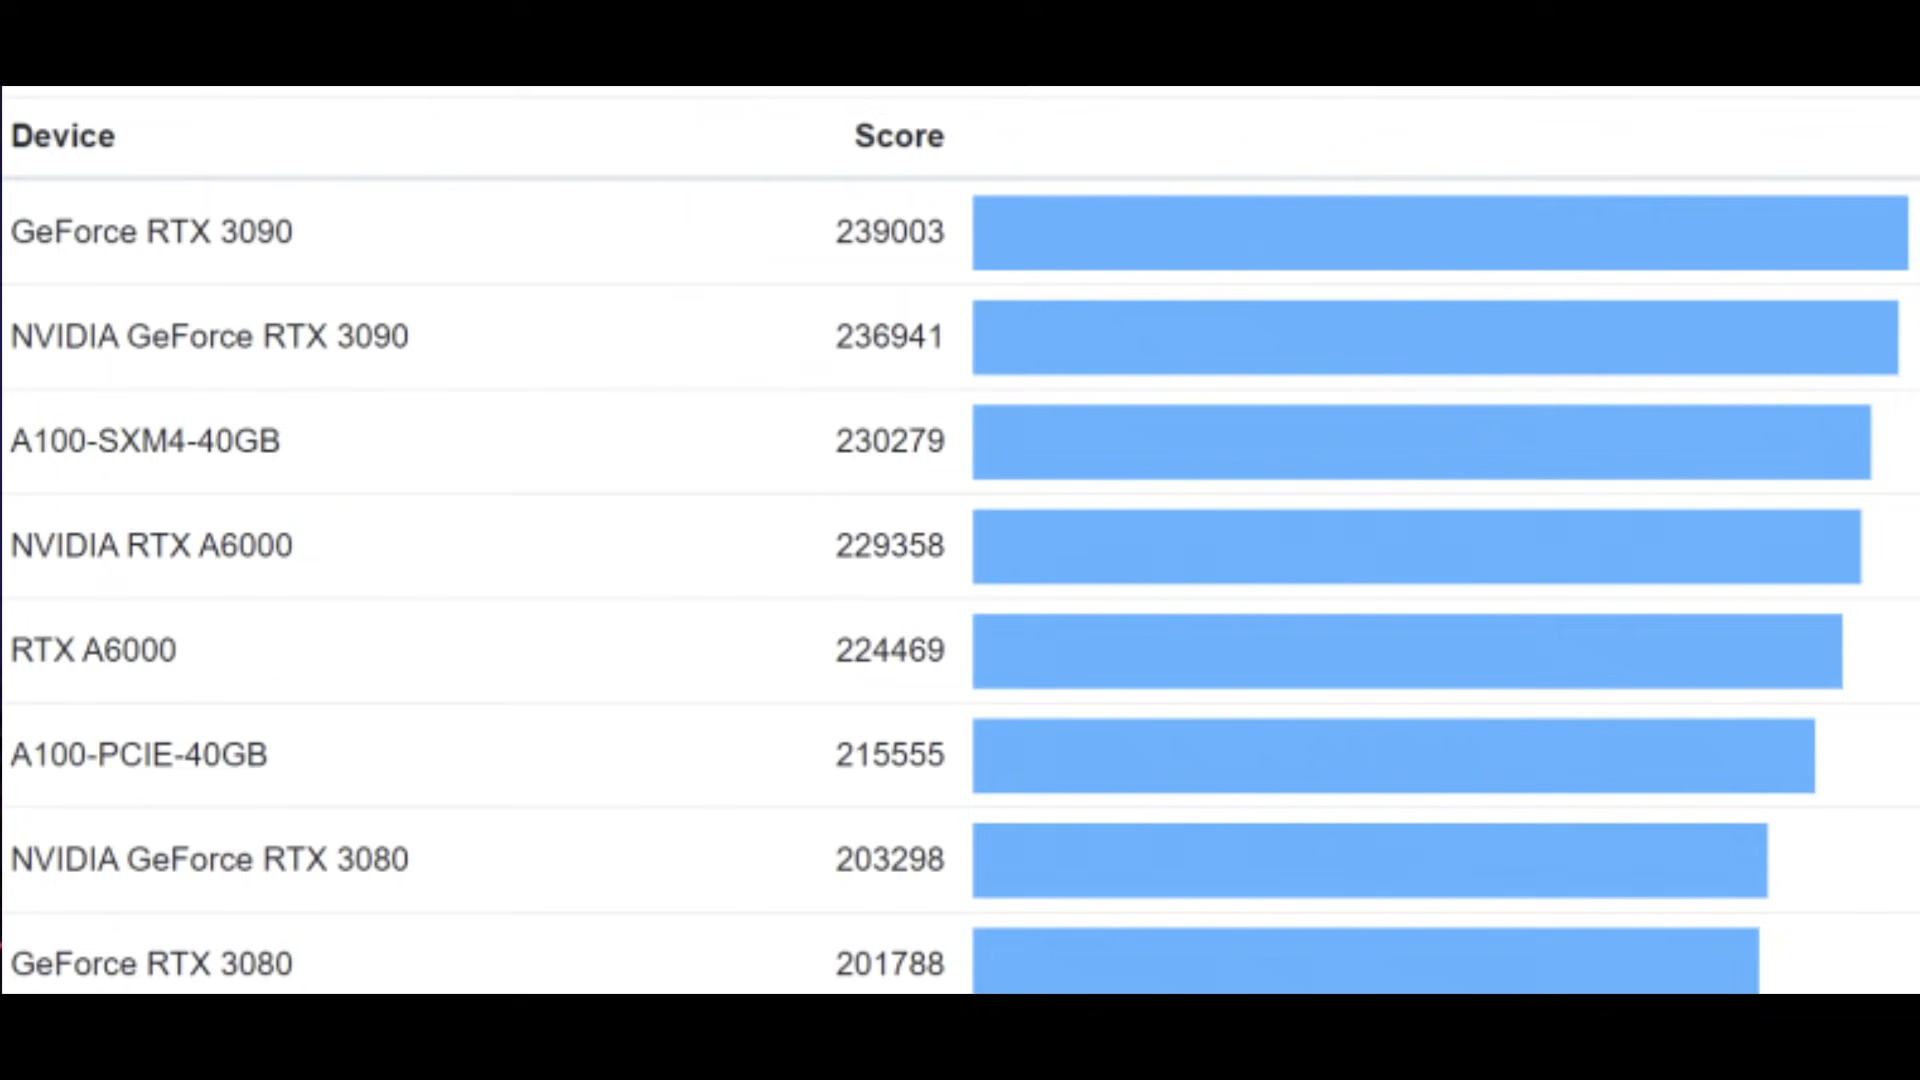 Device Score
GeForce RTX 3090 239003
NVIDIA GeForce RTX 3090 236941
A100-SXM4-40GB 230279
NVIDIA RTX A6000 229358
RTX A6000 224469
A100-PCIE-40GB 215555
NVIDIA GeForce RTX 3080 203298
GeForce RTX 3080 201788